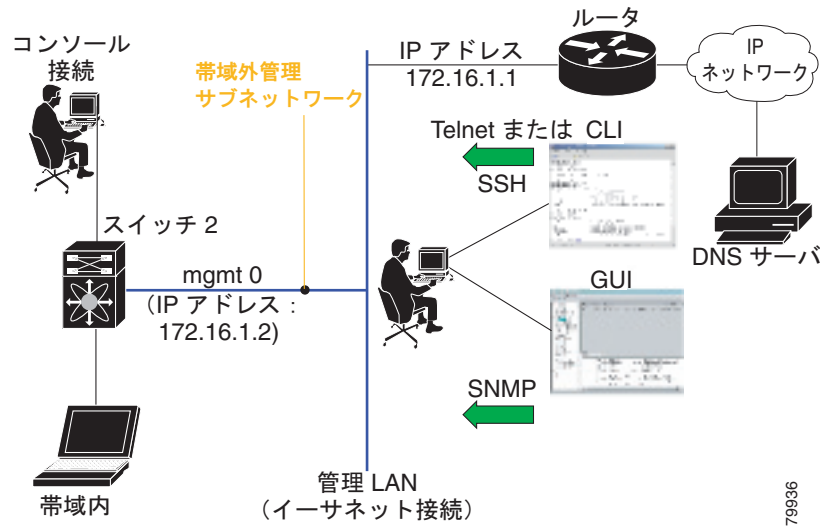 コンソール
接続
帯域外管理
サブネットワーク
IP アドレス
172.16.1.1
ルータ
IP
ネットワーク
Telnet または CLI
SSH
DNS サーバ
スイッチ 2
mgmt 0
（IP アドレス：
172.16.1.2)
GUI
SNMP
帯域内
管理 LAN
（イーサネット接続）
79936